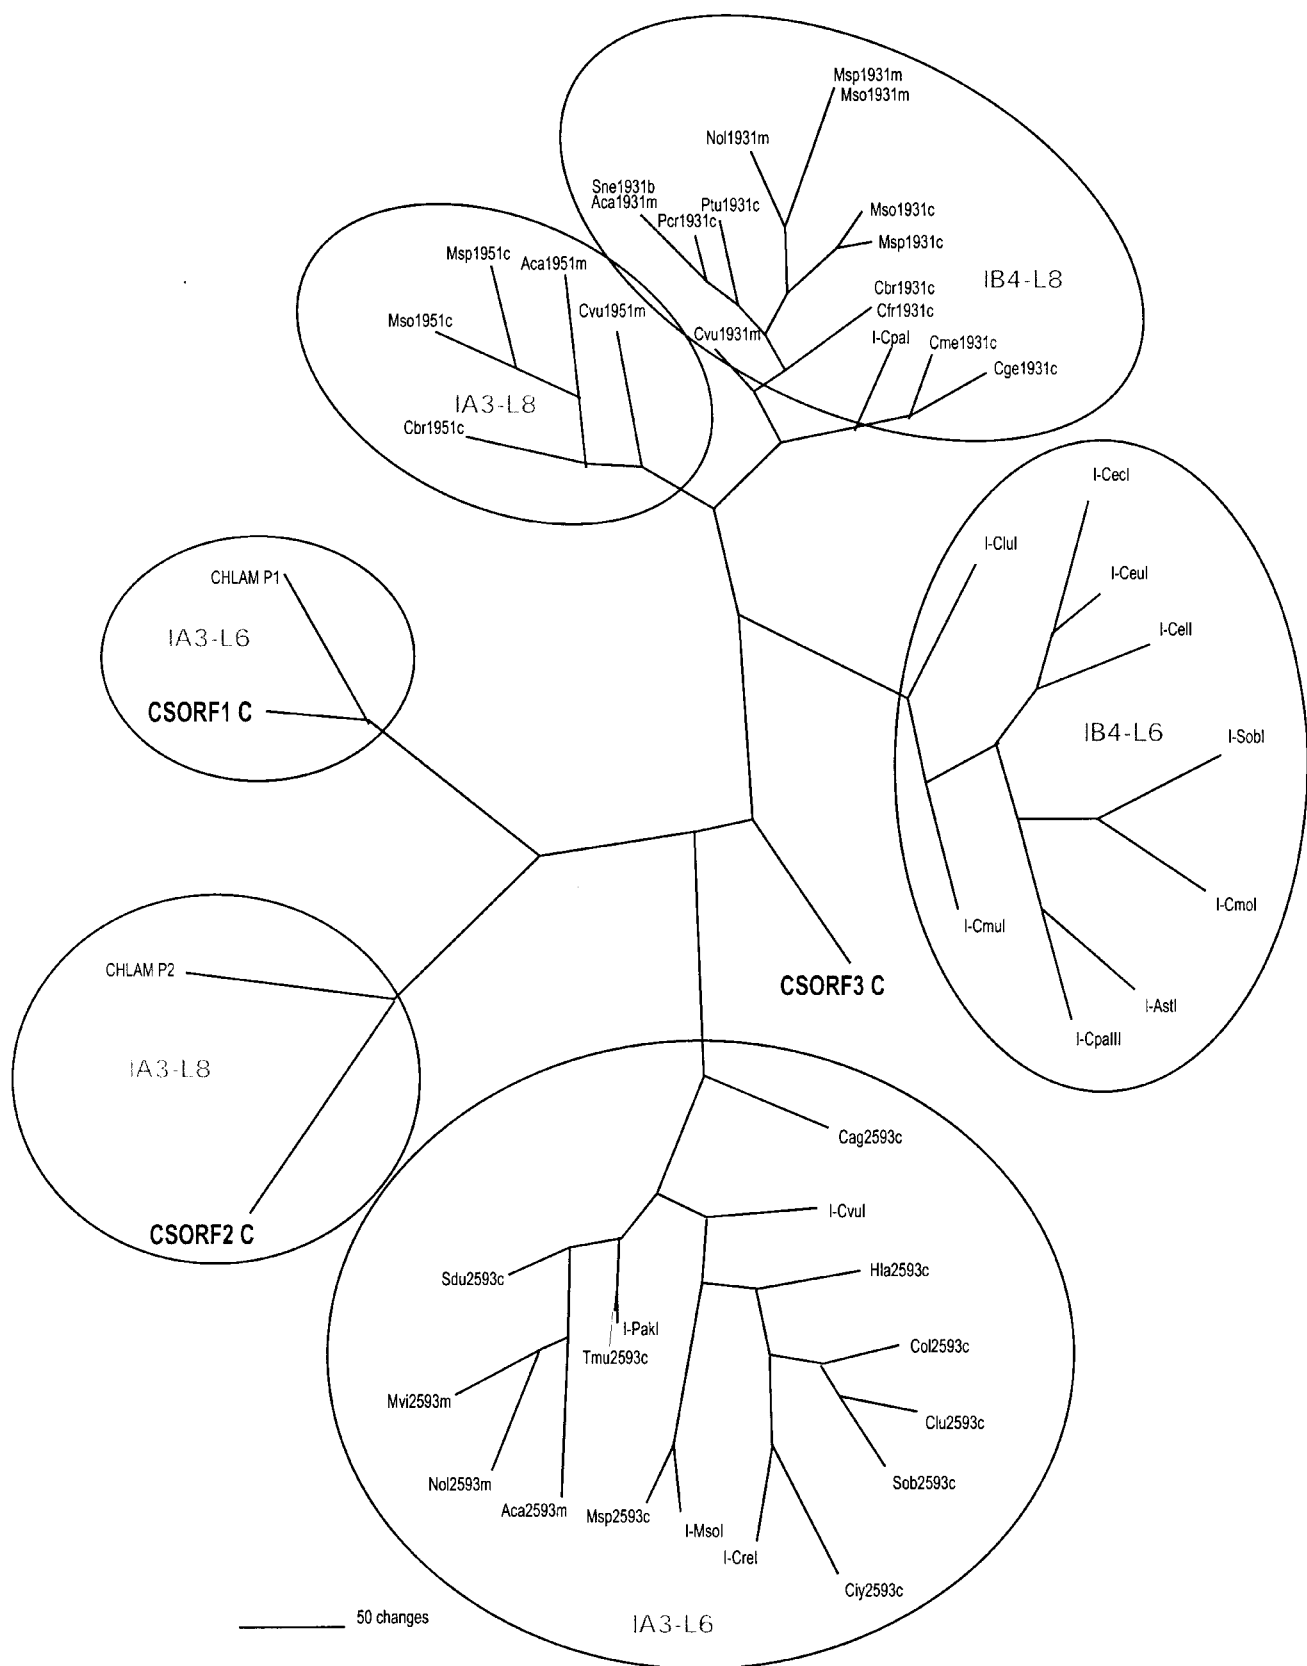 Msp1931m
Mso1931m
Nol1931m
Sne1931b
Aca1931m
Ptu1931c
Pcr1931c
Mso1931c
Msp1931c
IB4-L8
Cbr1931c
Cfr1931c
Cvu1931m
I-CpaI
Cme1931c
Cge1931c
Msp1951c
Aca1951m
Cvu1951m
Mso1951c
IA3-L8
Cbr1951c
I-CecI
I-CluI
I-CeuI
I-CelI
IB4-L6
I-SobI
I-CmoI
I-CmuI
I-AstI
I-CpaIII
CHLAM P1
IA3-L6
CSORF1 C
CHLAM P2
CSORF3 C
IA3-L8
CSORF2 C
Cag2593c
I-CvuI
Sdu2593c
Hla2593c
I-PakI
Tmu2593c
Col2593c
Mvi2593m
Clu2593c
Nol2593m
Sob2593c
Aca2593m
Msp2593c
I-MsoI
I-CreI
Ciy2593c
50 changes
IA3-L6